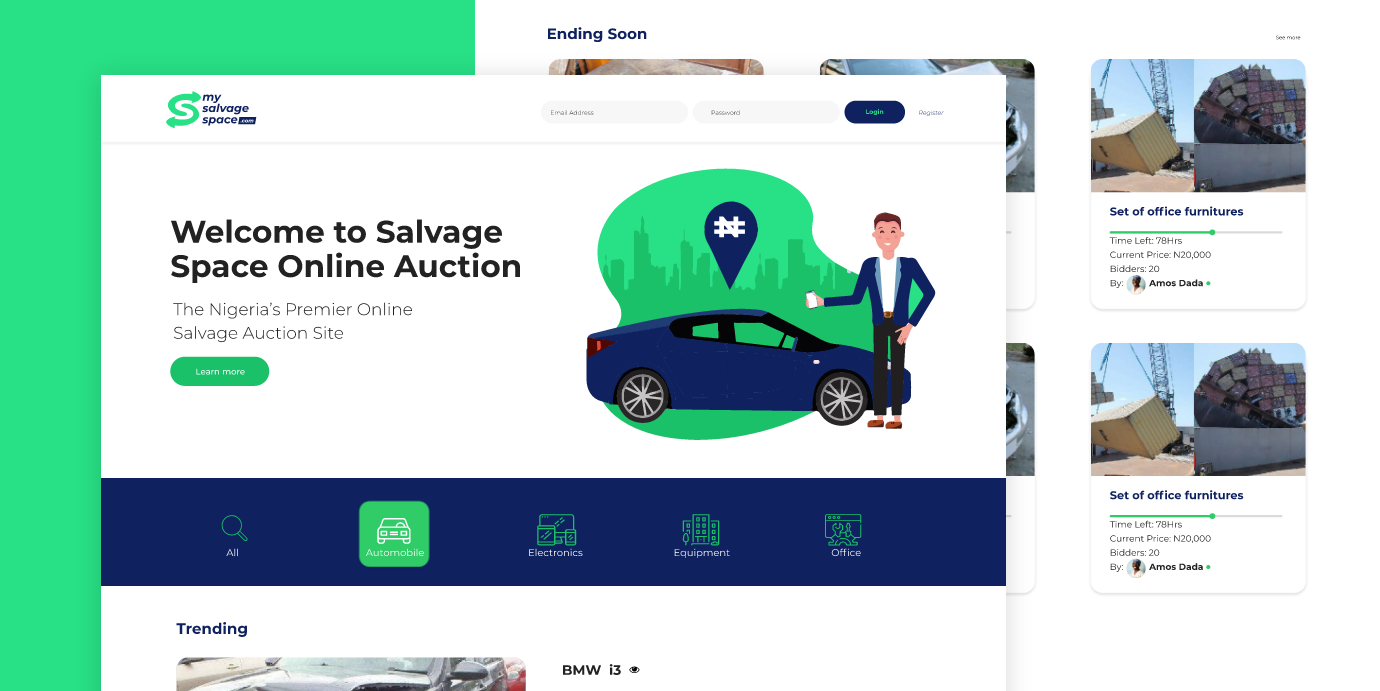 Ending Soon
See more
my
salvage
space.com
Email Address
Password
Login
Register
Welcome to Salvage
Space Online Auction
The Nigeria’s Premier Online
Salvage Auction Site
Learn more
₦
All
Automobile
Electronics
Equipment
Office
Trending
BMW i3
Set of office furnitures
Time Left: 78Hrs
Current Price: N20,000
Bidders: 20
By: Amos Dada
Set of office furnitures
Time Left: 78Hrs
Current Price: N20,000
Bidders: 20
By: Amos Dada